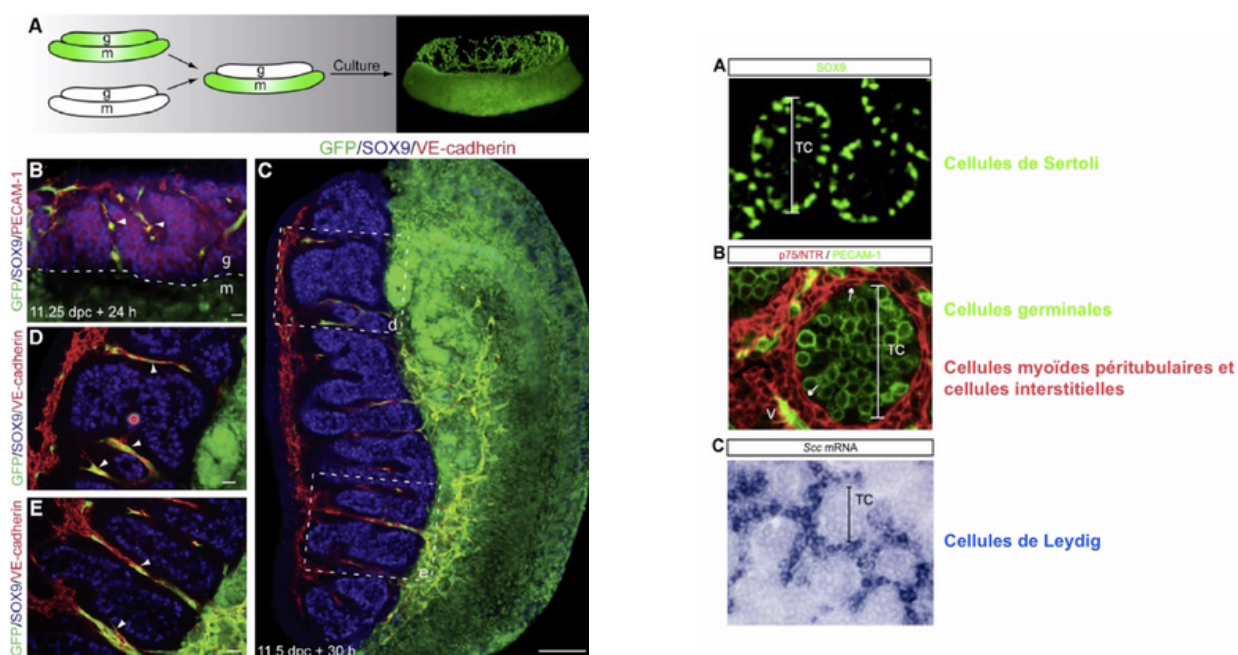 A
g
m
g
m
g
m
Culture
GFP/SOX9/VE-cadherin
B
GFP/SOX9/PECAM-1
g
m
11.25 dpc + 24 h
C
d
e
11.5 dpc + 30 h
D
GFP/SOX9/VE-cadherin
E
GFP/SOX9/VE-cadherin
A
SOX9
TC
Cellules de Sertoli
B
p75/NTR / PECAM-1
TC
V
Cellules germinales
Cellules myoïdes péritubulaires et
cellules interstitielles
C
Scc mRNA
TC
Cellules de Leydig